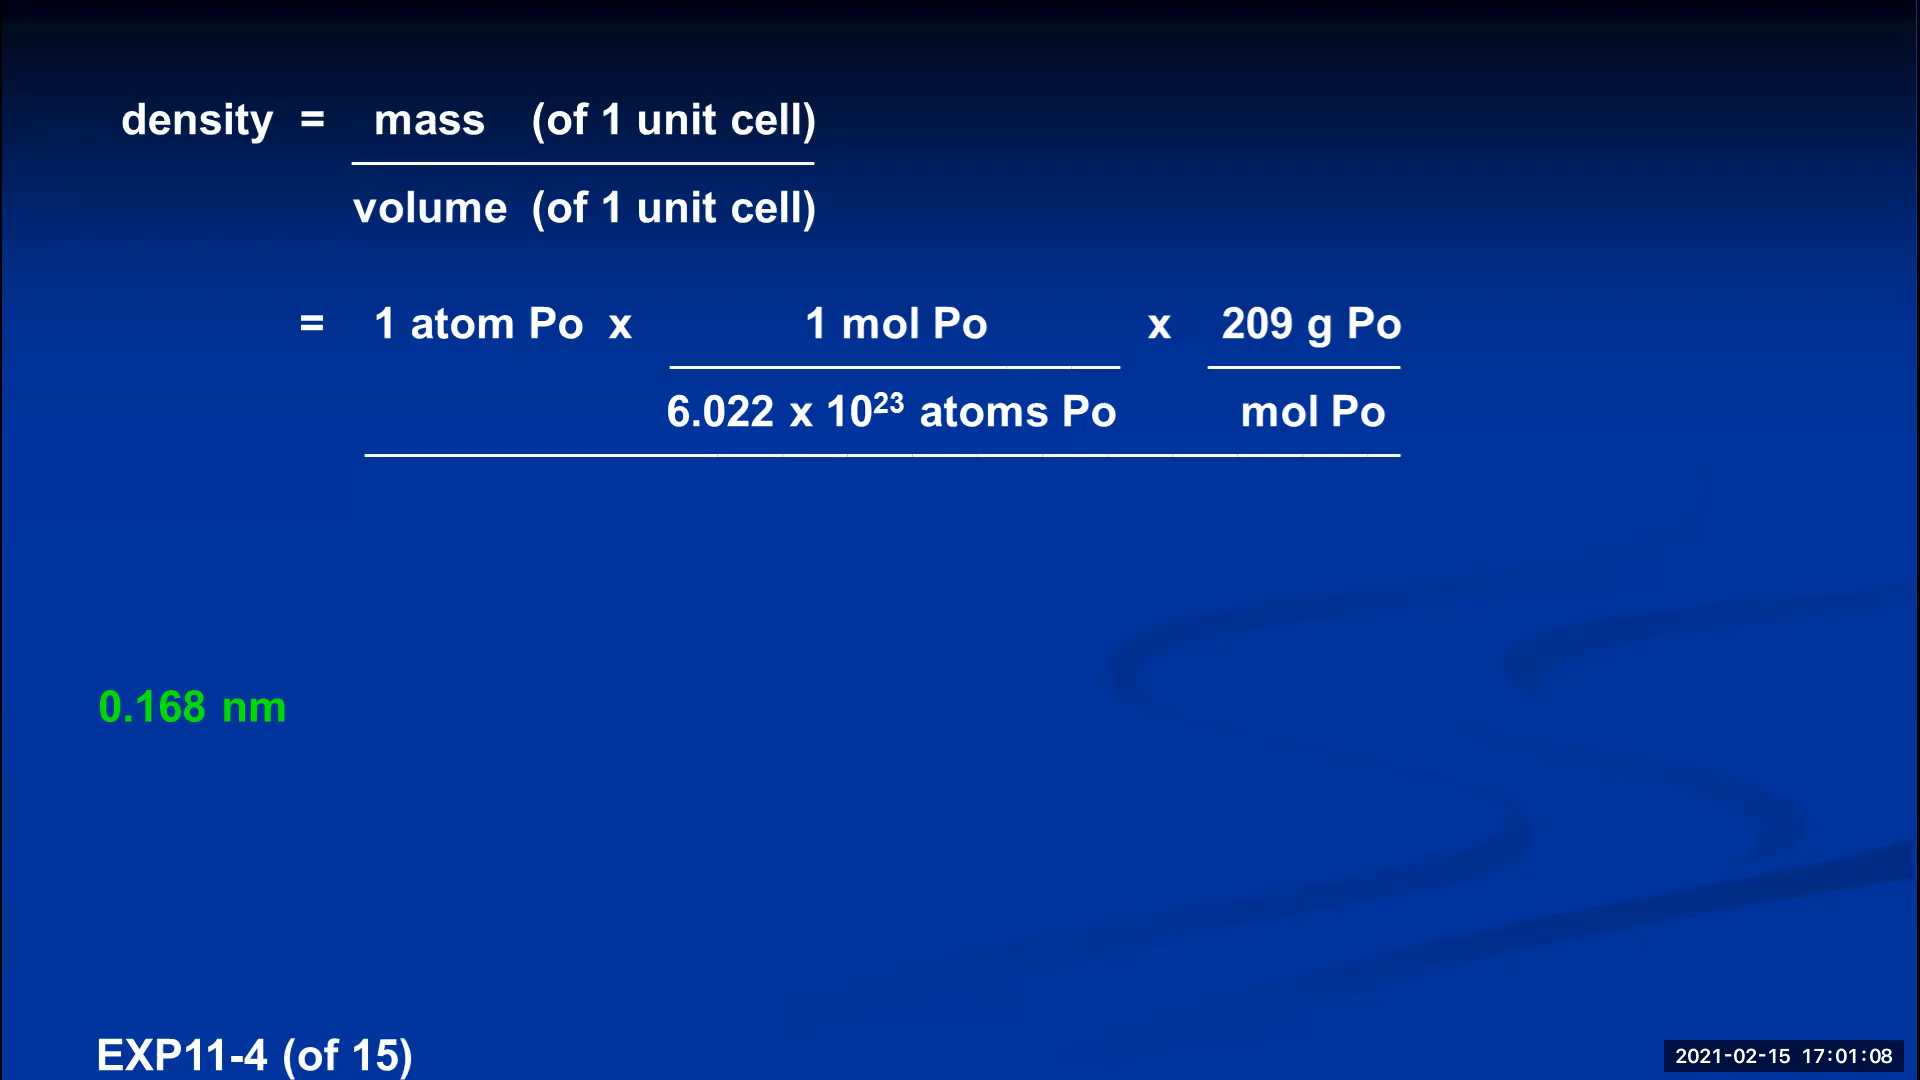 density = mass (of 1 unit cell)
volume (of 1 unit cell)
= 1 atom Po x 1 mol Po x 209 g Po
6.022 x 10²³ atoms Po mol Po
0.168 nm
EXP11-4 (of 15)
2021-02-15 17:01:08